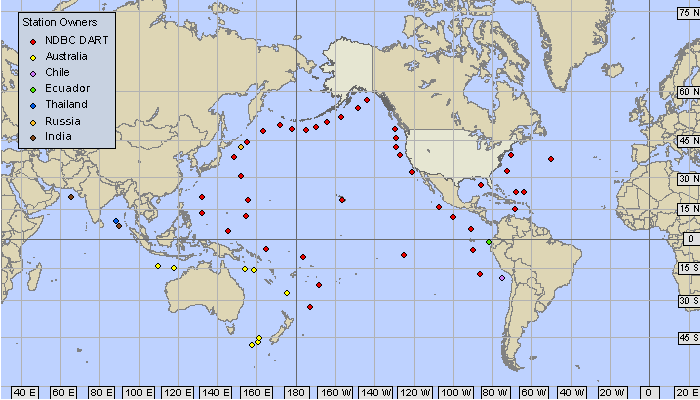 Station Owners
NDBC DART
Australia
Chile
Ecuador
Thailand
Russia
India
75 N
60 N
45 N
30 N
15 N
0
15 S
30 S
45 S
40 E 60 E 80 E 100 E 120 E 140 E 160 E 180 160 W 140 W 120 W 100 W 80 W 60 W 40 W 20 W 0 20 E